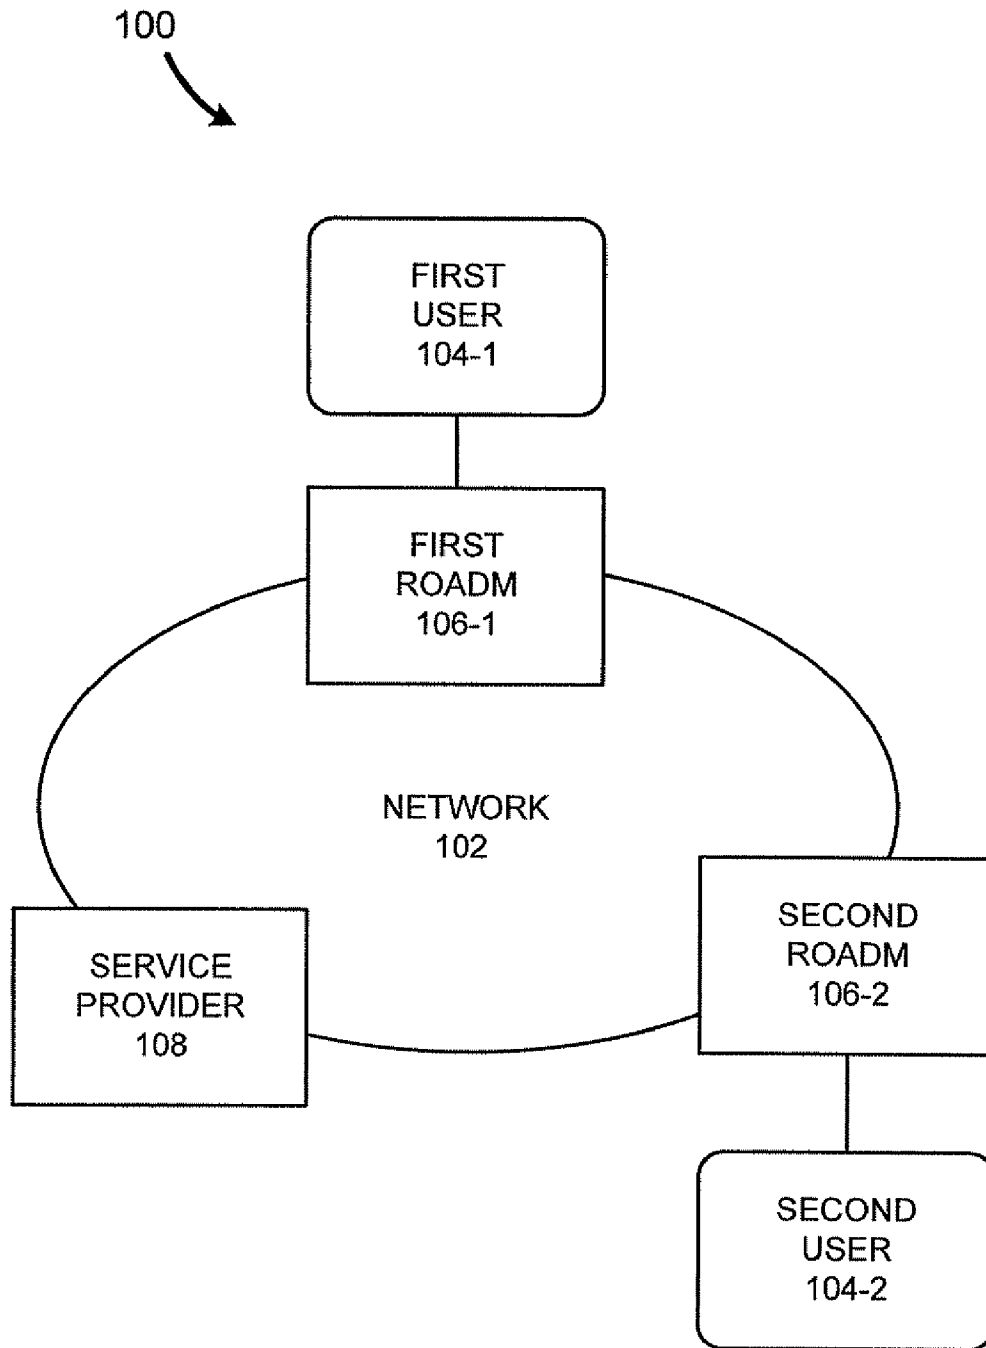 100
FIRST
USER
104-1
FIRST
ROADM
106-1
NETWORK
102
SECOND
ROADM
106-2
SERVICE
PROVIDER
108
SECOND
USER
104-2